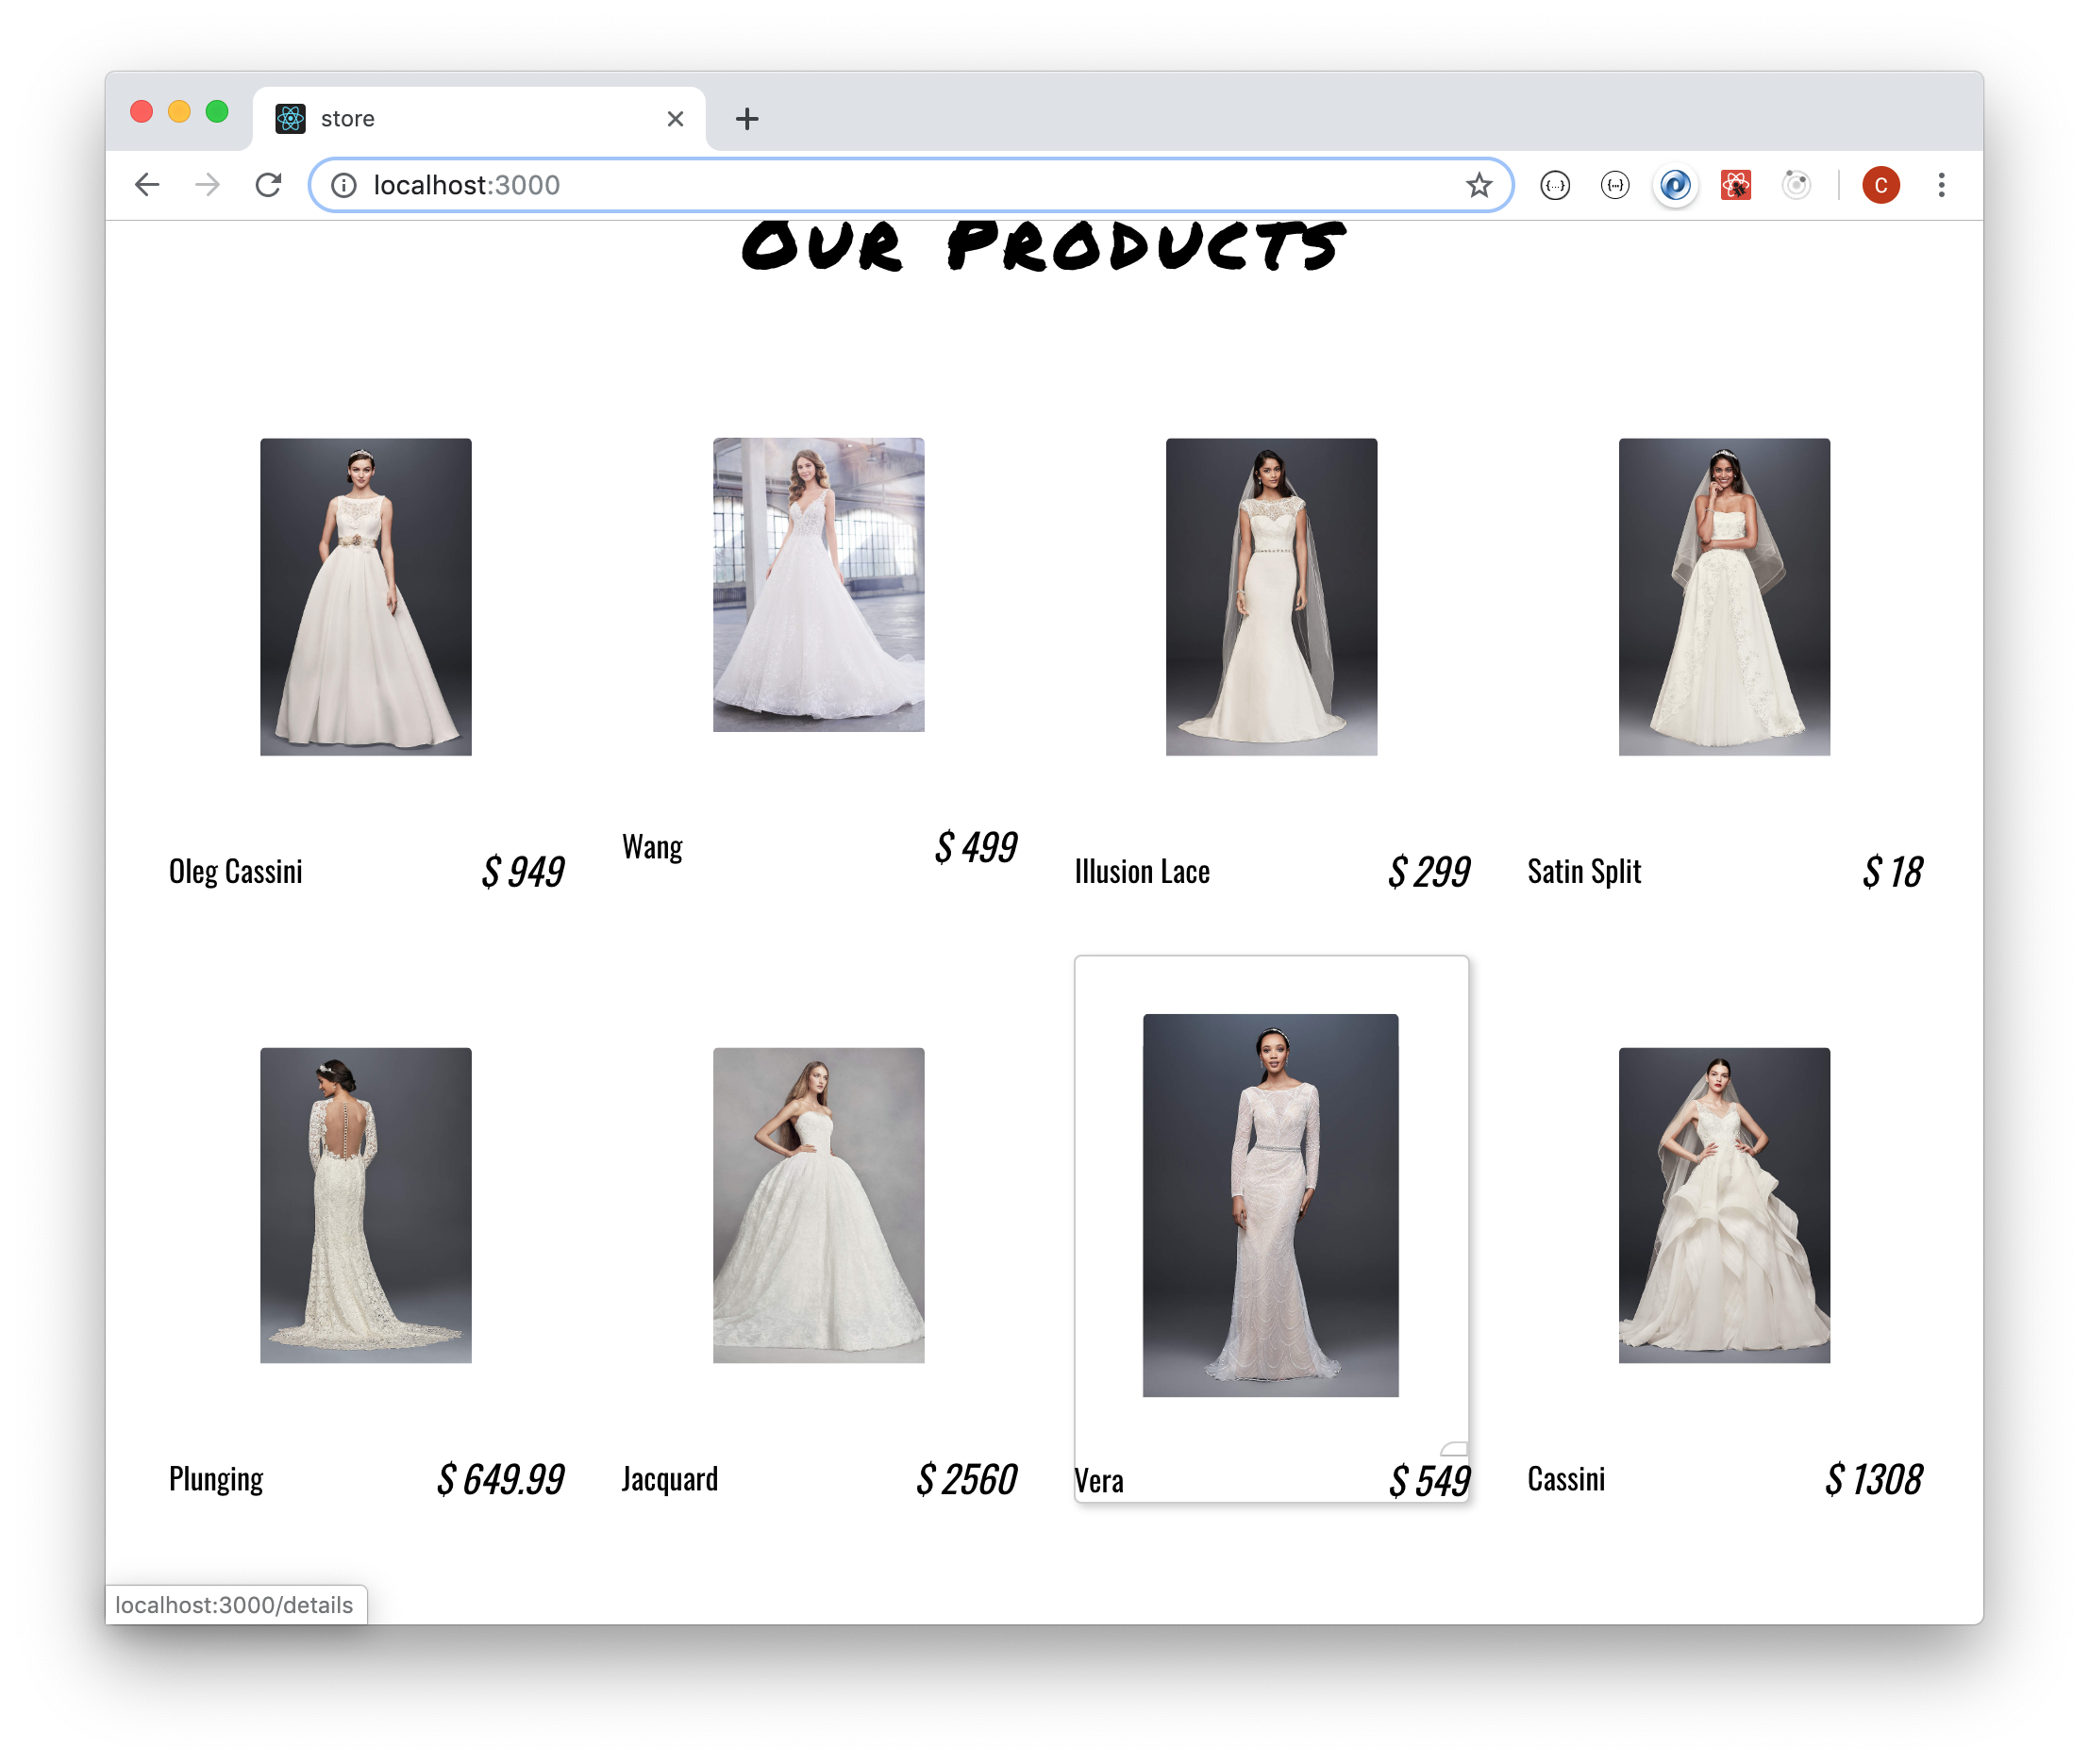 store
localhost:3000
C
Our Products
Oleg Cassini
$ 949
Wang
$ 499
Illusion Lace
$ 299
Satin Split
$ 18
Plunging
$ 649.99
Jacquard
$ 2560
Vera
$ 549
Cassini
$ 1308
localhost:3000/details